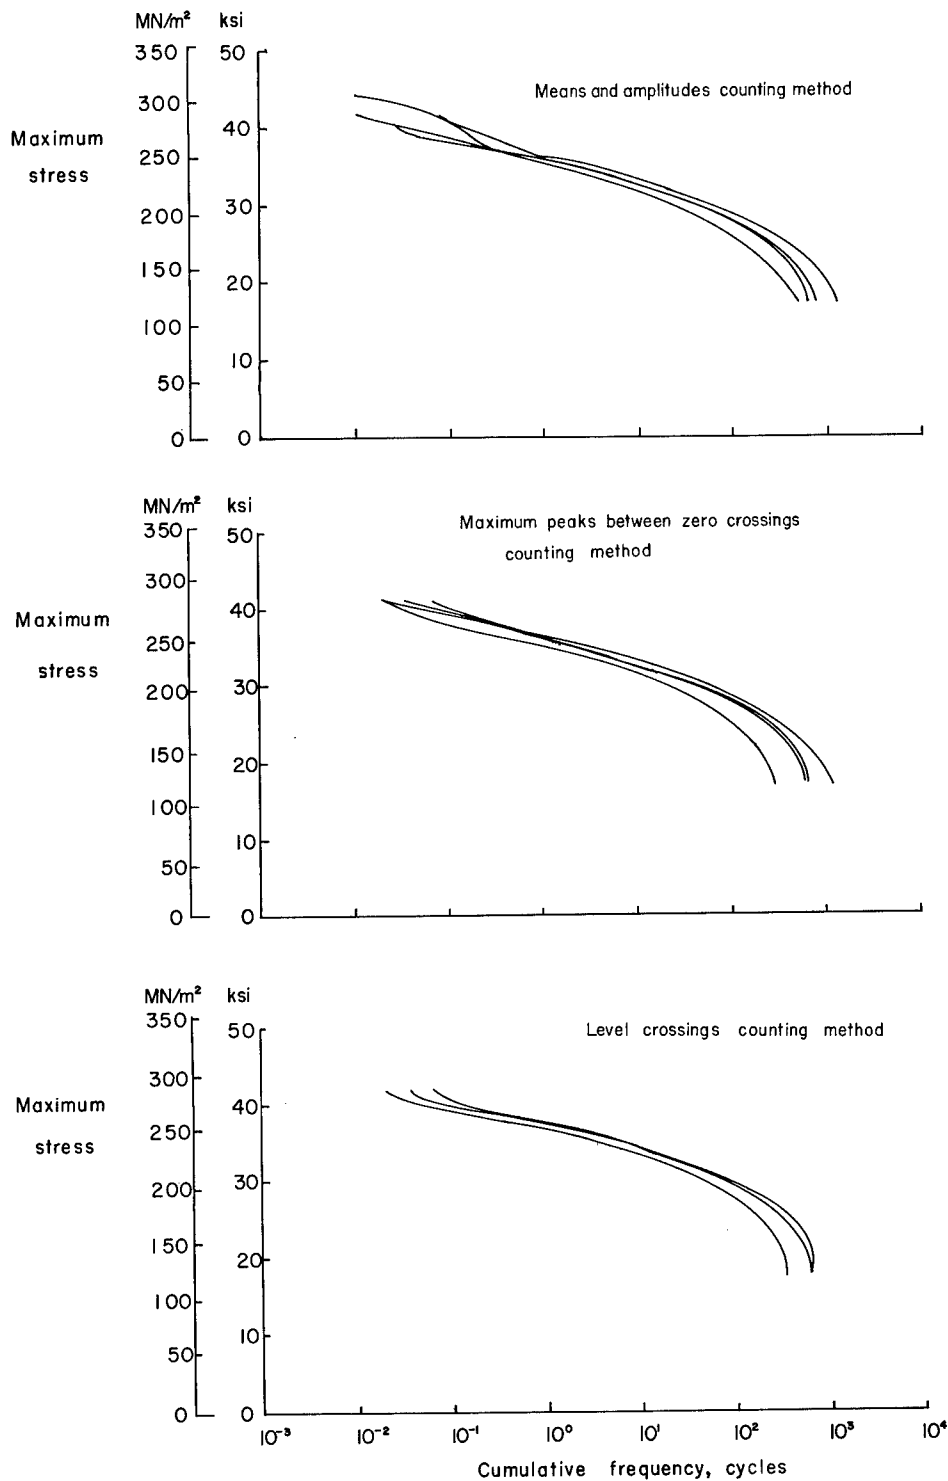 MN/m² ksi
350 50
Means and amplitudes counting method
300
40
Maximum
250
stress
30
200
150
20
100
10
50
0 0
MN/m² ksi
Maximum peaks between zero crossings
350 50
counting method
300
40
Maximum
250
stress
30
200
20
150
100
10
50
0 0
MN/m² ksi
350 50
Level crossings counting method
300
40
Maximum
250
stress
30
200
150
20
100
10
50
0 0
10⁻³ 10⁻² 10⁻¹ 10⁰ 10¹ 10² 10³ 10⁴
Cumulative frequency, cycles